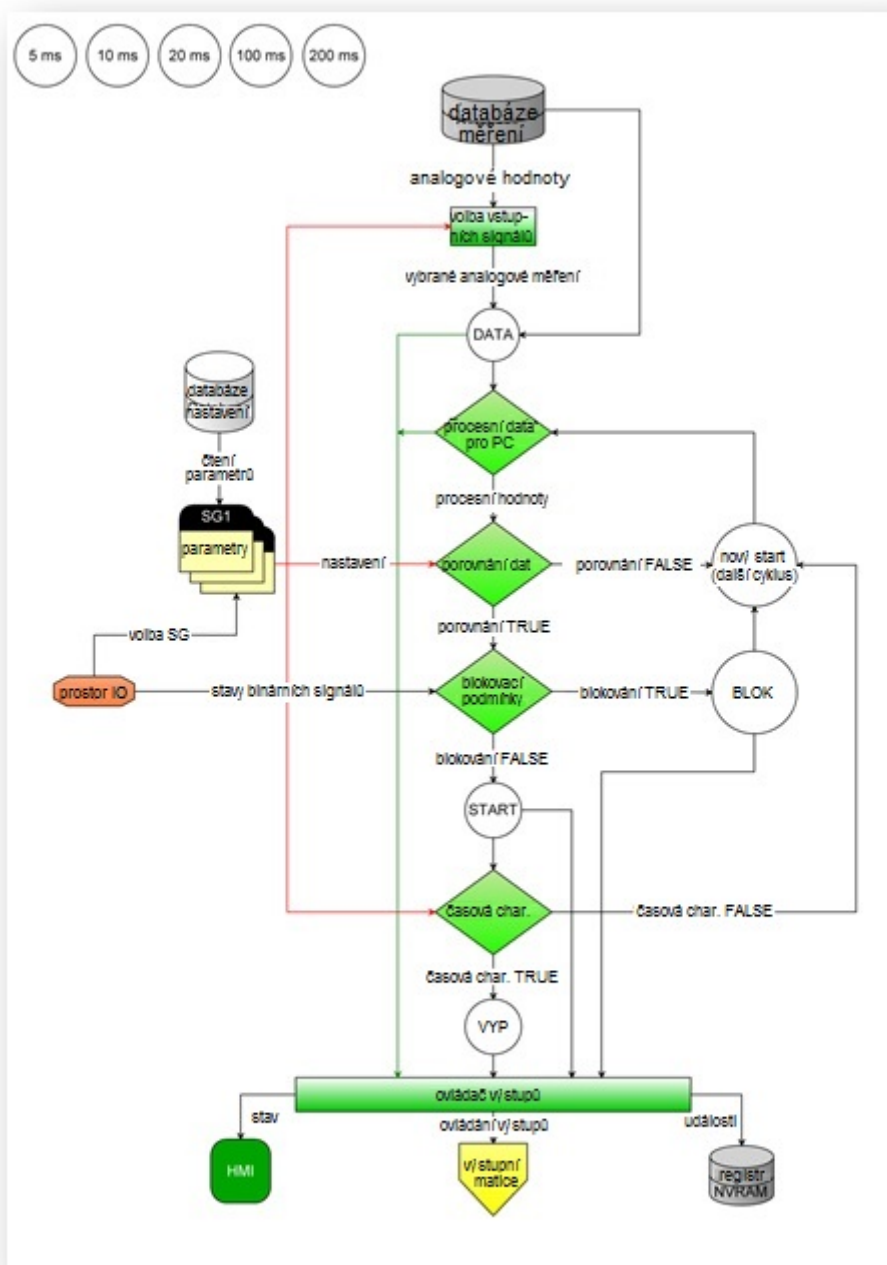 5 ms
10 ms
20 ms
100 ms
200 ms
databáze
měření
analogové hodnoty
volba vstup-
ních signálů
vybrané analogové měření
DATA
databáze
nastavení
procesní data
pro PC
čtení
parametrů
SG1
procesní hodnoty
parametry
nastavení
porovnání dat
porovnání FALSE
nový start
(další cyklus)
volba SG
porovnání TRUE
prostor IO
stavy binárních signálů
blokovací
podmínky
blokování TRUE
BLOK
blokování FALSE
START
časová char.
časová char. FALSE
časová char. TRUE
VYP
ovládač výstupů
stav
ovládání výstupů
události
HMI
výstupní
matice
registr
NVRAM